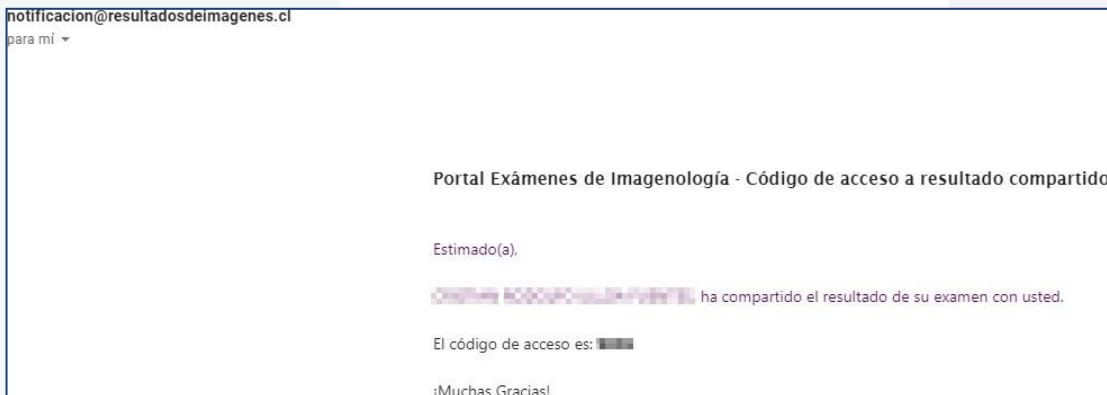 notificacion@resultadosdeimagenes.cl
para mí
Portal Exámenes de Imagenología - Código de acceso a resultado compartido
Estimado(a),
ha compartido el resultado de su examen con usted.
El código de acceso es:
¡Muchas Gracias!